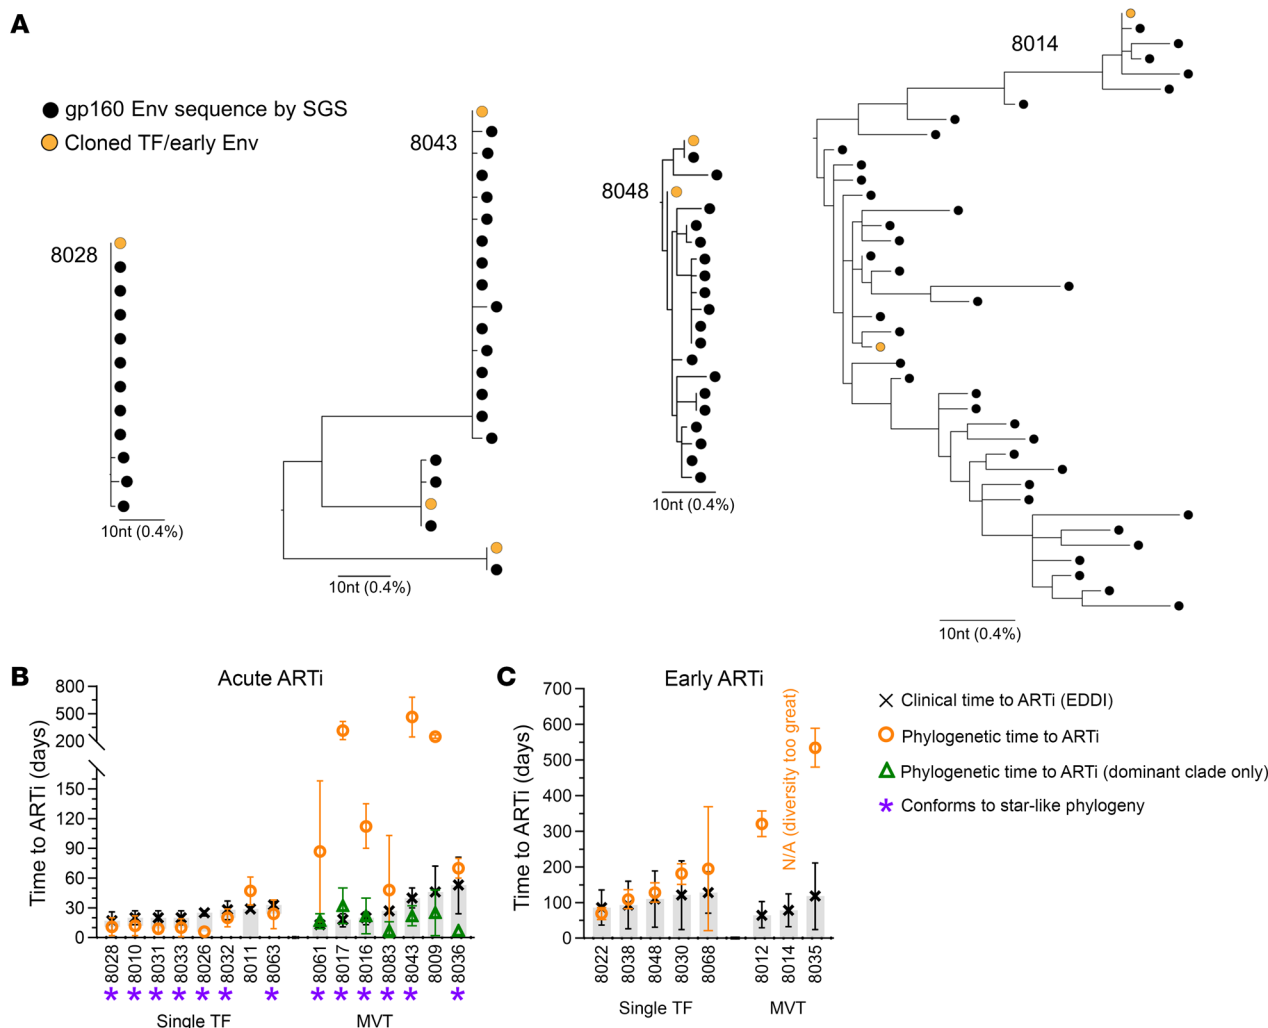 A
gp160 Env sequence by SGS
Cloned TF/early Env
8028
10nt (0.4%)
8043
10nt (0.4%)
8048
10nt (0.4%)
8014
10nt (0.4%)
B
Acute ARTi
Time to ARTi (days)
800
500
200
150
120
90
60
30
0
8028
8010
8031
8033
8026
8032
8011
8063
8061
8017
8016
8083
8043
8009
8036
* * * * * * * * * * * * *
Single TF
MVT
C
Early ARTi
Time to ARTi (days)
700
600
500
400
300
200
100
0
N/A (diversity too great)
8022
8038
8048
8030
8068
8012
8014
8035
Single TF
MVT
Clinical time to ARTi (EDDI)
Phylogenetic time to ARTi
Phylogenetic time to ARTi (dominant clade only)
* Conforms to star-like phylogeny